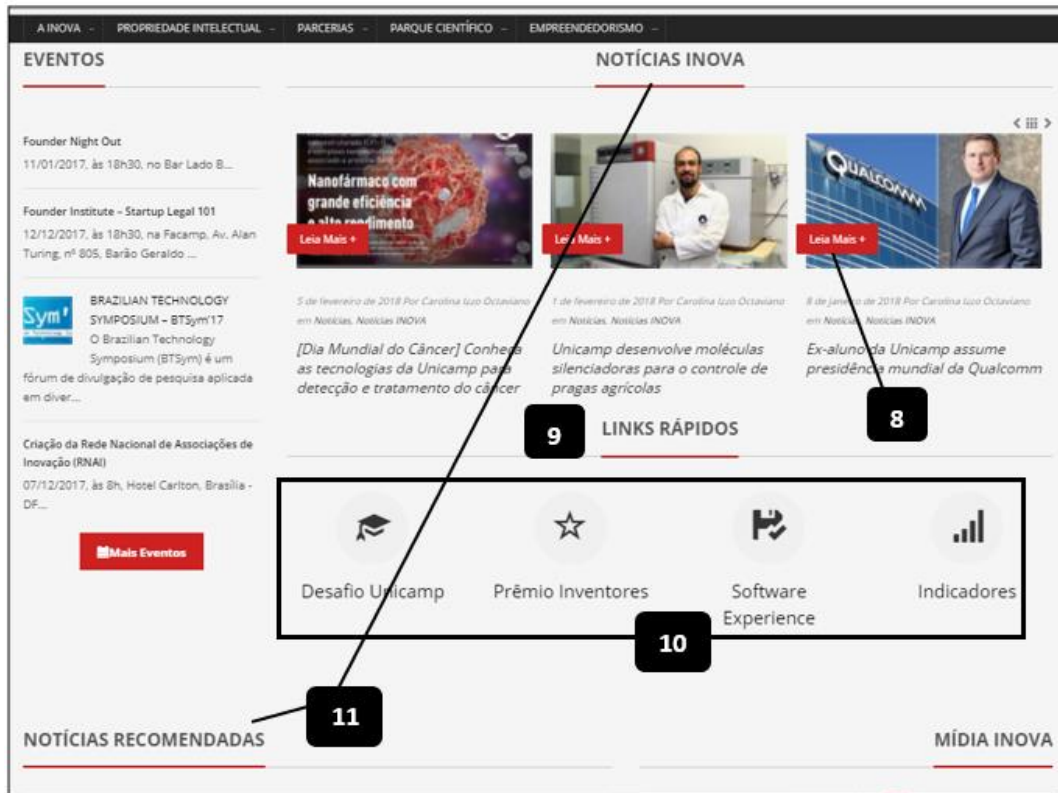 A INOVA – PROPRIEDADE INTELECTUAL – PARCERIAS – PARQUE CIENTÍFICO – EMPREENDEDORISMO –
EVENTOS
Founder Night Out
11/01/2017, às 18h30, no Bar Lado B...
Founder Institute – Startup Legal 101
12/12/2017, às 18h30, na Facamp, Av. Alan
Turing, nº 805, Barão Geraldo ...
Sym'
BRAZILIAN TECHNOLOGY
SYMPOSIUM – BTSym'17
O Brazilian Technology
Symposium (BTSym) é um
fórum de divulgação de pesquisa aplicada
em diver...
Criação da Rede Nacional de Associações de
Inovação (RNAI)
07/12/2017, às 8h, Hotel Carlton, Brasília -
DF...
Mais Eventos
NOTÍCIAS INOVA
Nanofármaco com
grande eficiência
e alto rendimento
Leia Mais +
5 de fevereiro de 2018 Por Carolina Izzo Octaviano
em Notícias, Notícias INOVA
[Dia Mundial do Câncer] Conheça
as tecnologias da Unicamp para
detecção e tratamento do câncer
Leia Mais +
1 de fevereiro de 2018 Por Carolina Izzo Octaviano
em Notícias, Notícias INOVA
Unicamp desenvolve moléculas
silenciadoras para o controle de
pragas agrícolas
QUALCOMM
Leia Mais +
8 de janeiro de 2018 Por Carolina Izzo Octaviano
em Notícias, Notícias INOVA
Ex-aluno da Unicamp assume
presidência mundial da Qualcomm
8
9
LINKS RÁPIDOS
Desafio Unicamp
Prêmio Inventores
Software
Experience
Indicadores
10
11
NOTÍCIAS RECOMENDADAS
MÍDIA INOVA